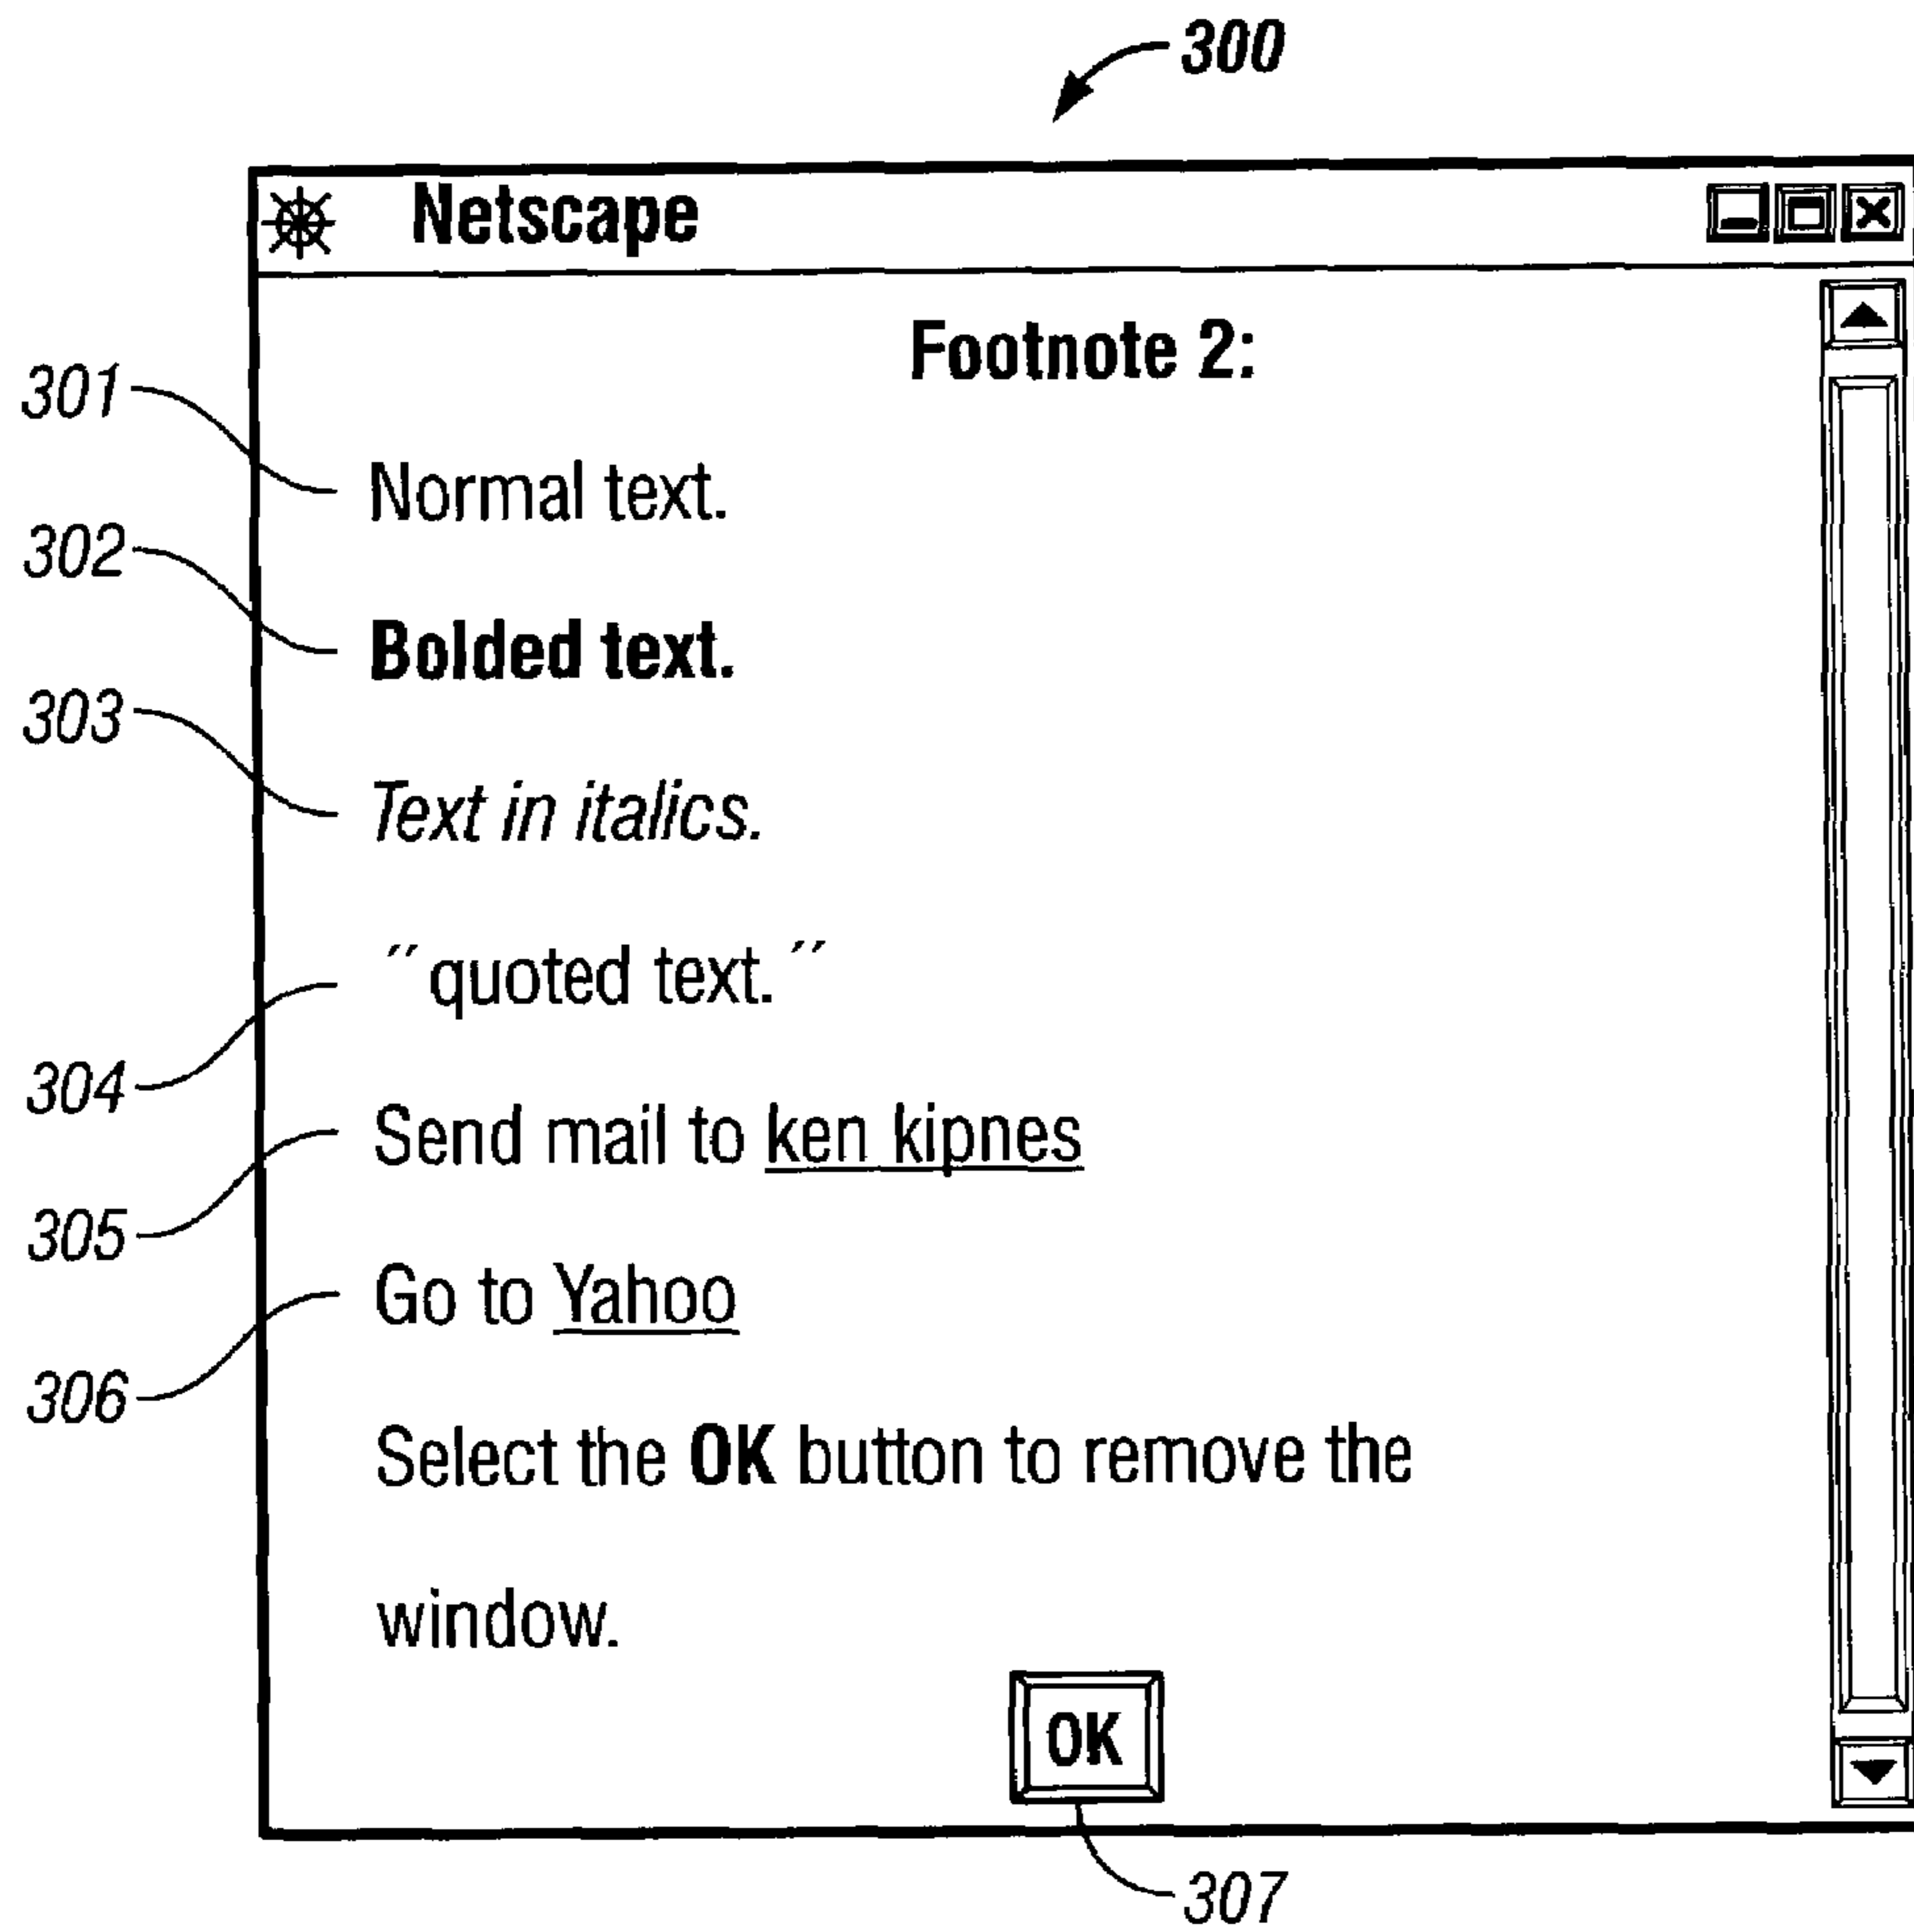 300
Netscape
Footnote 2:
301
Normal text.
302
Bolded text.
303
Text in italics.
"quoted text."
304
Send mail to ken kipnes
305
Go to Yahoo
306
Select the OK button to remove the
window.
OK
307